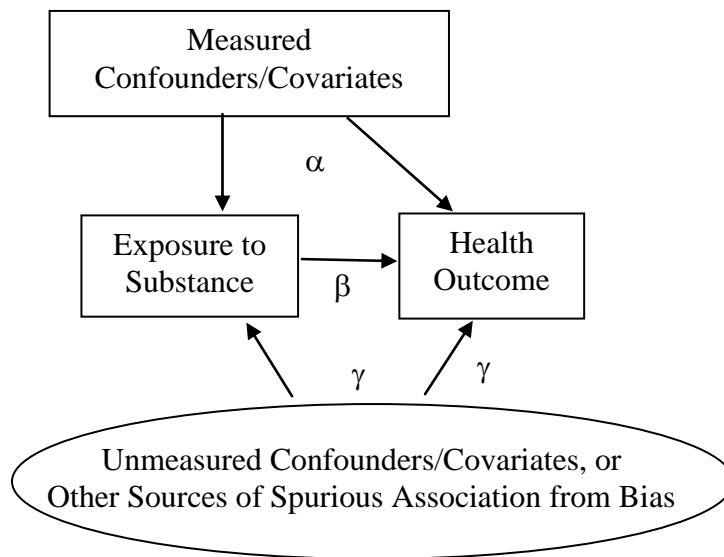 Measured
Confounders/Covariates
α
Exposure to
Substance
β
Health
Outcome
γ
γ
Unmeasured Confounders/Covariates, or
Other Sources of Spurious Association from Bias